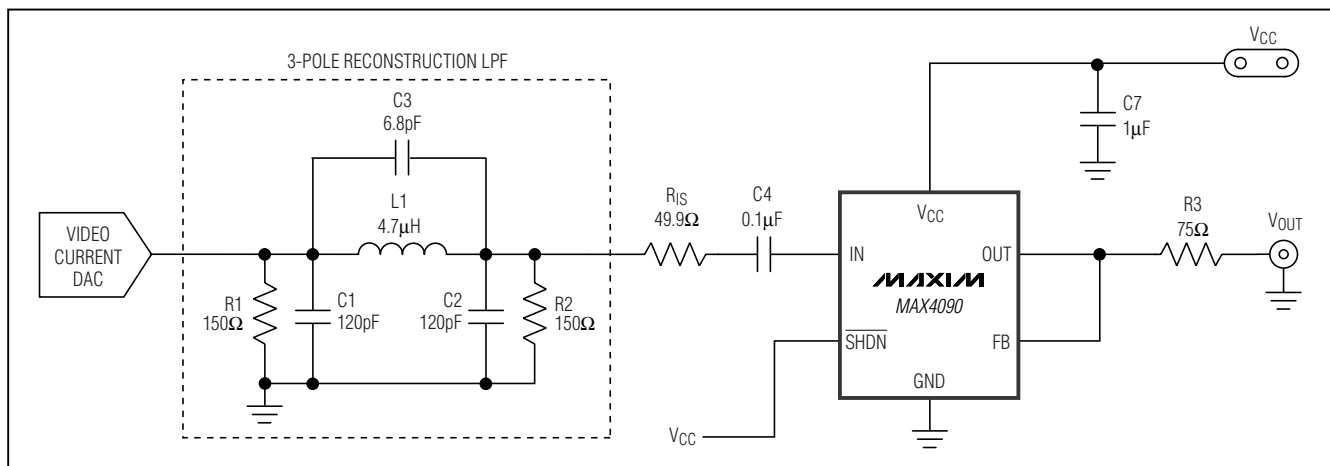 3-POLE RECONSTRUCTION LPF
C3
6.8pF
L1
4.7μH
VIDEO
CURRENT
DAC
R1
150Ω
C1
120pF
C2
120pF
R2
150Ω
RIS
49.9Ω
C4
0.1μF
VCC
C7
1μF
VCC
IN
OUT
MAXIM
MAX4090
SHDN
FB
GND
VCC
R3
75Ω
VOUT